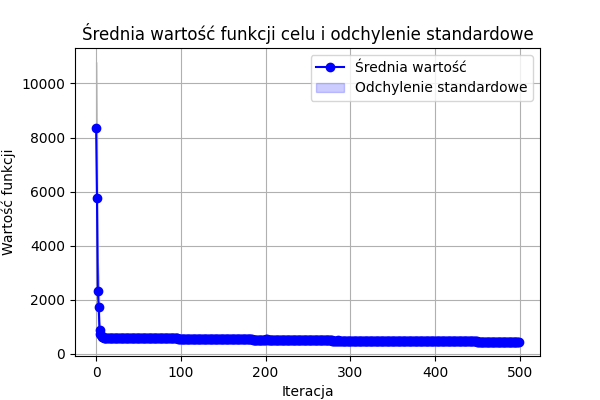 Średnia wartość funkcji celu i odchylenie standardowe
Średnia wartość
Odchylenie standardowe
Wartość funkcji
10000
8000
6000
4000
2000
0
0 100 200 300 400 500
Iteracja